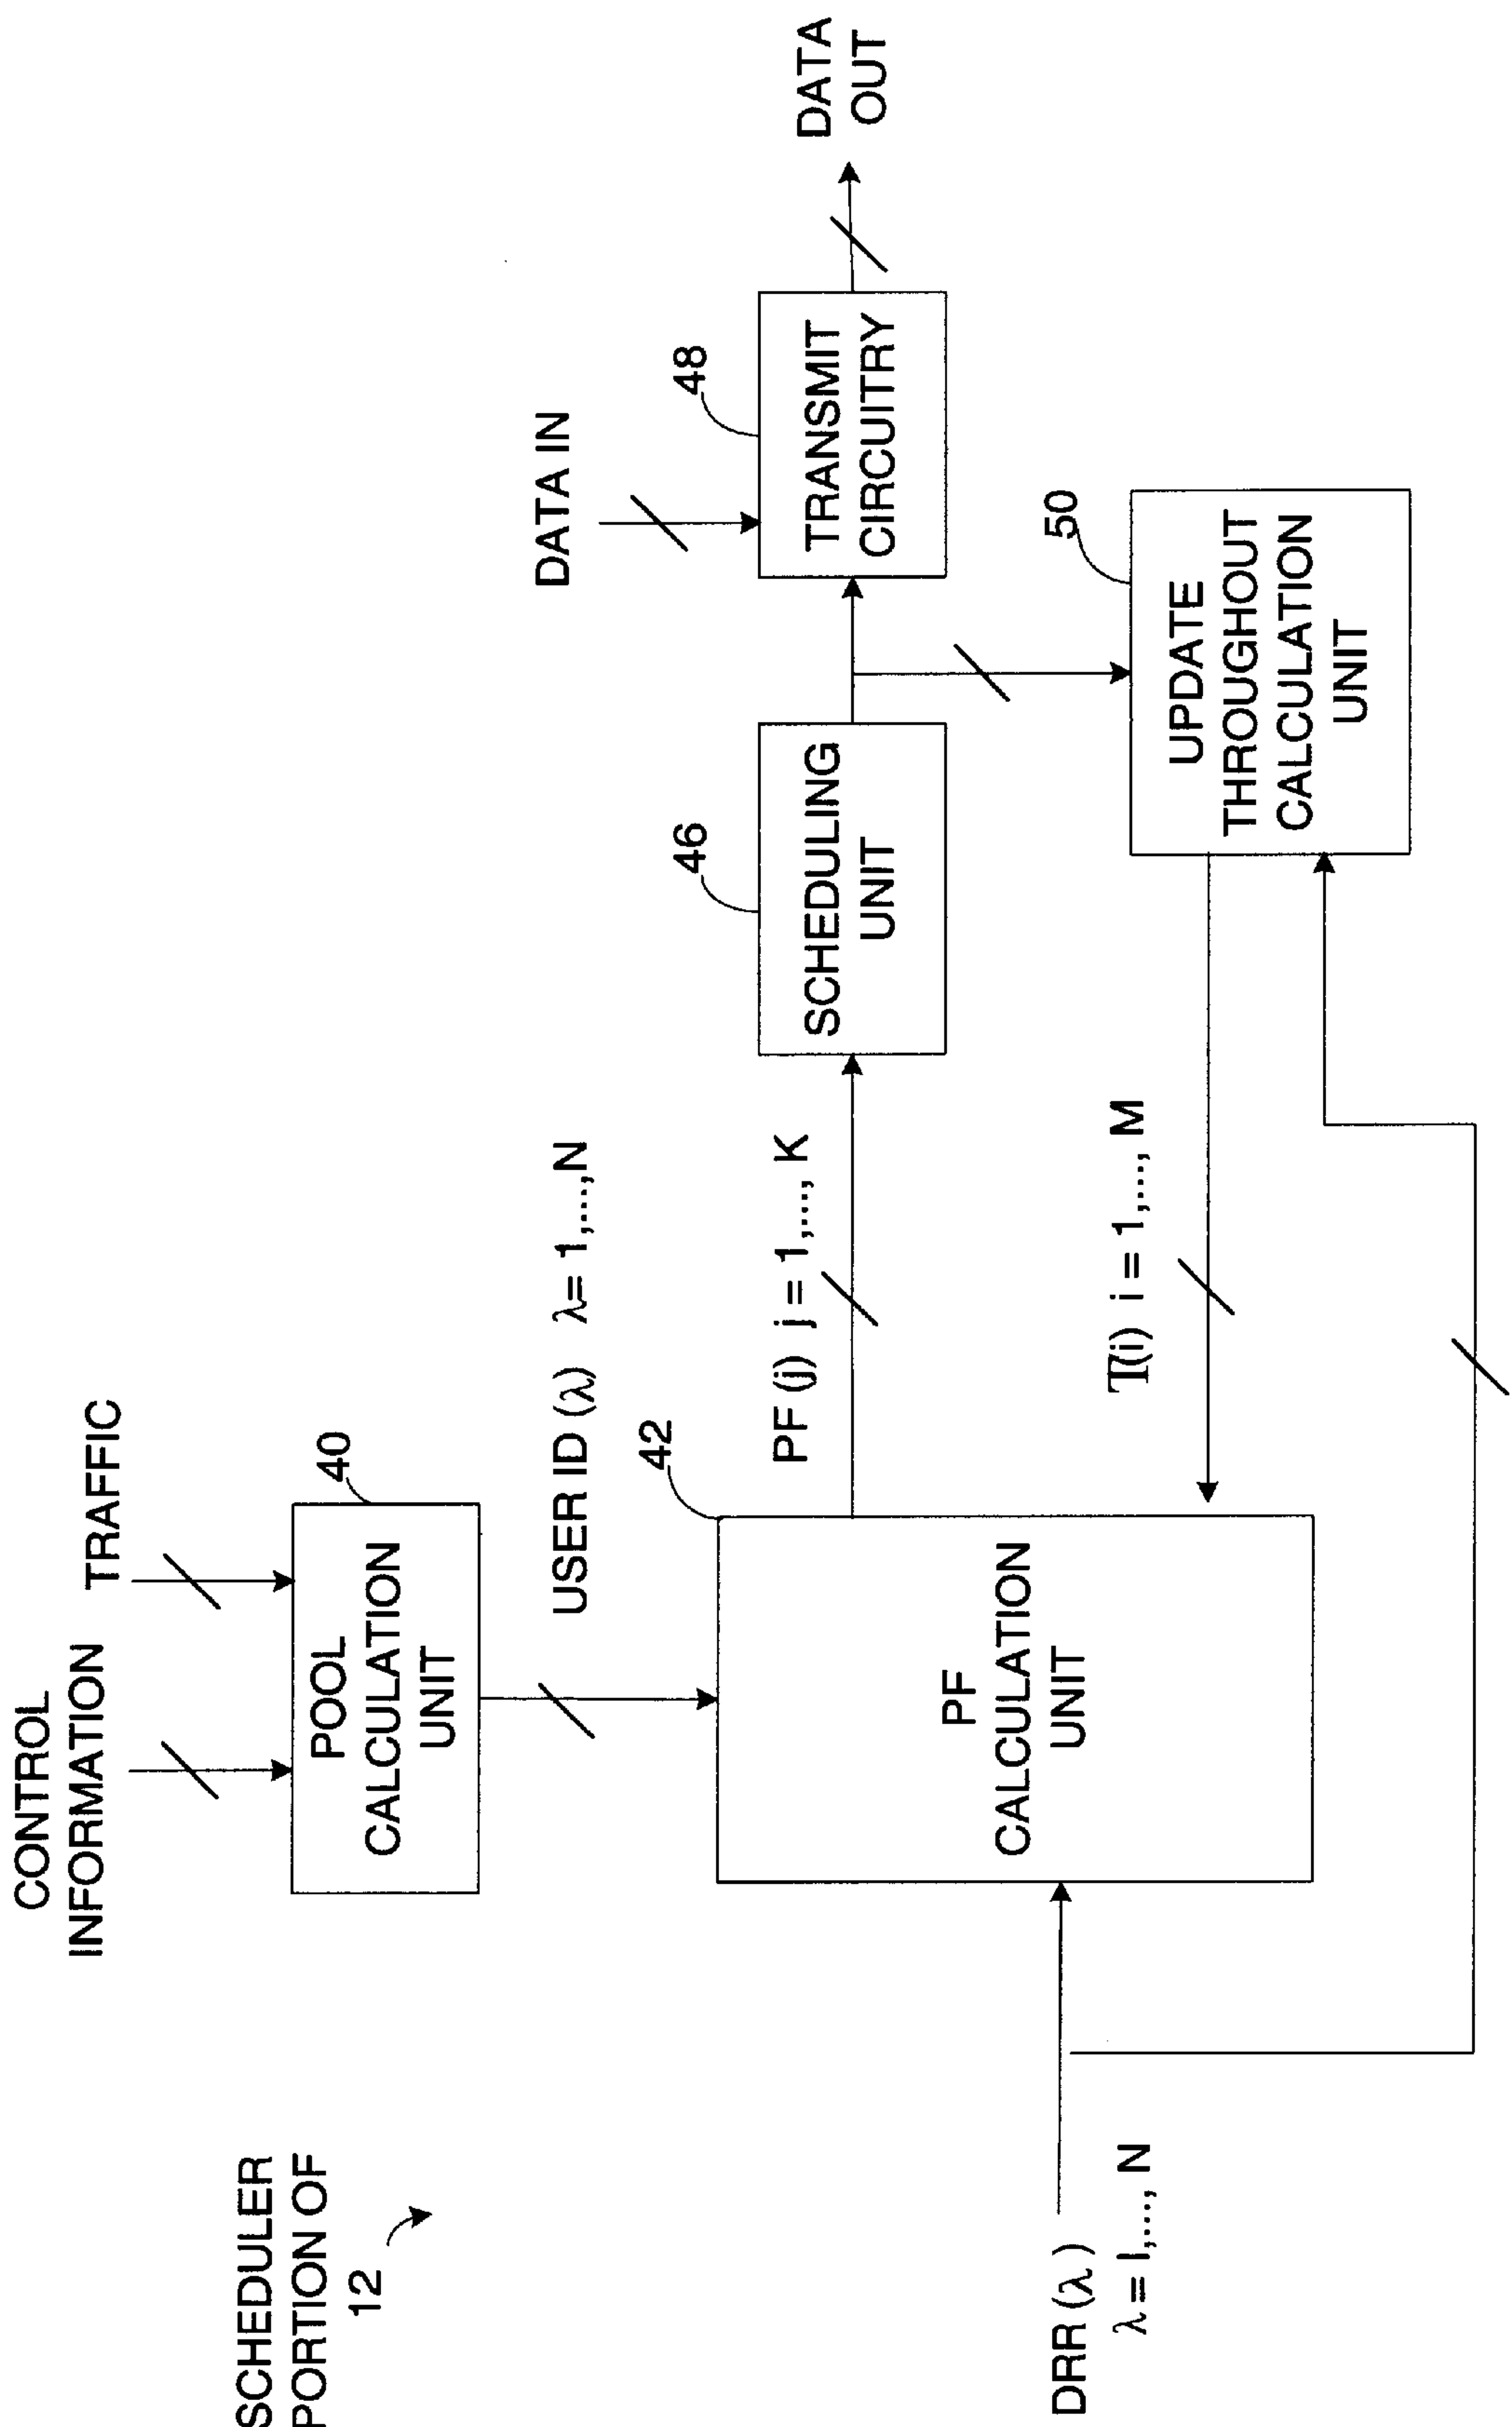 CONTROL
INFORMATION
TRAFFIC
SCHEDULER
PORTION OF
12
POOL
CALCULATION
UNIT
40
USER ID (λ) λ= 1,...,N
DATA IN
42
PF
CALCULATION
UNIT
PF (j) j = 1,..., K
46
SCHEDULING
UNIT
48
TRANSMIT
CIRCUITRY
DATA
OUT
DRR (λ)
λ = I,..., N
T(i) i = 1,..., M
50
UPDATE
THROUGHOUT
CALCULATION
UNIT